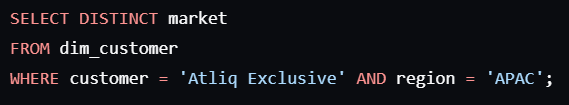 SELECT DISTINCT market
FROM dim_customer
WHERE customer = 'Atliq Exclusive' AND region = 'APAC';